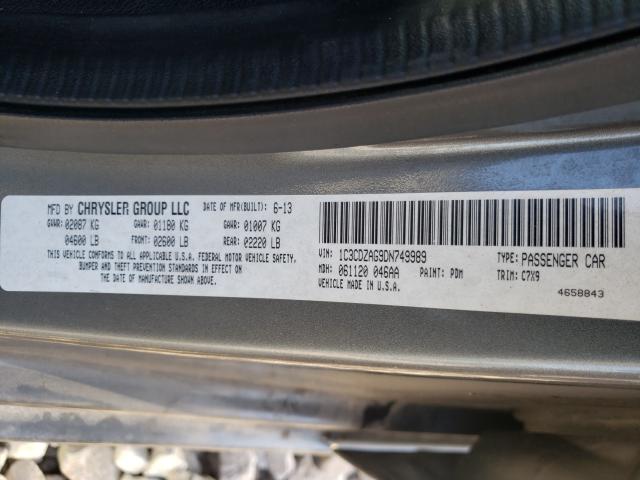 MFD BY CHRYSLER GROUP LLC DATE OF MFR(BUILT): 6-13
GVWR: 02087 KG GAWR: 01180 KG GAWR: 01007 KG
04600 LB FRONT: 02600 LB REAR: 02220 LB
THIS VEHICLE CONFORMS TO ALL APPLICABLE U.S.A. FEDERAL MOTOR VEHICLE SAFETY,
BUMPER AND THEFT PREVENTION STANDARDS IN EFFECT ON
THE DATE OF MANUFACTURE SHOWN ABOVE.
VIN: 1C3CDZAG9DN749989 TYPE: PASSENGER CAR
MDH: 061120 046AA PAINT: PDM TRIM: C7X9
VEHICLE MADE IN U.S.A. 4658843